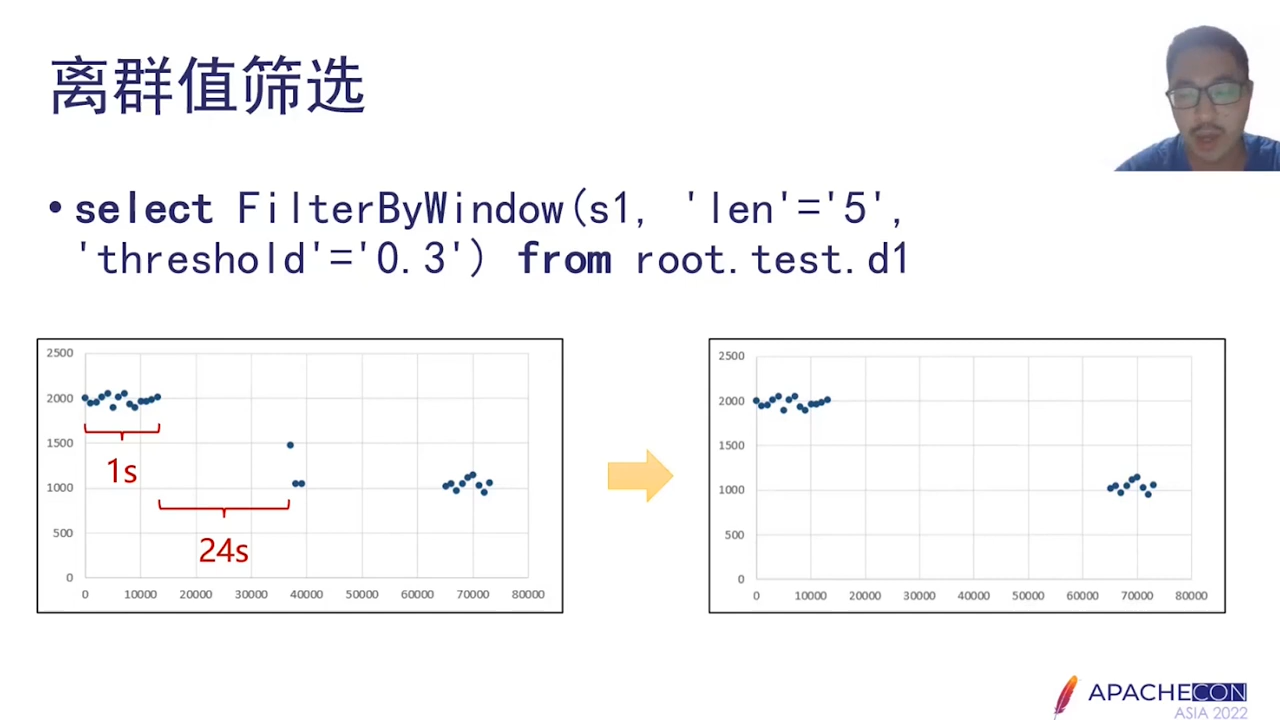 离群值筛选
• select FilterByWindow(s1, 'len'='5',
'threshold'='0.3') from root.test.d1
2500
2000
1500
1000
500
0
0 10000 20000 30000 40000 50000 60000 70000 80000
1s
24s
2500
2000
1500
1000
500
0
0 10000 20000 30000 40000 50000 60000 70000 80000
APACHECON
ASIA 2022